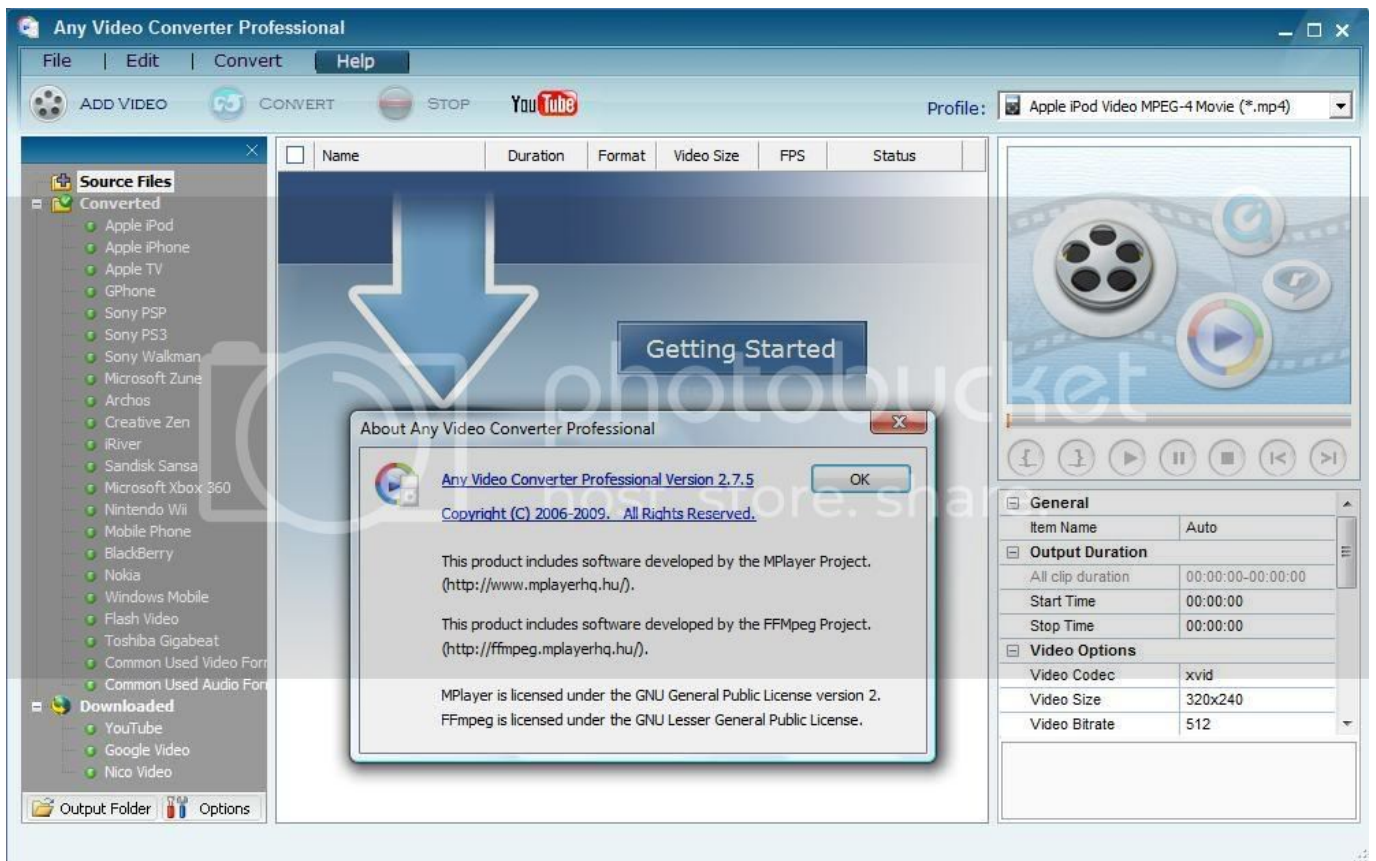 Any Video Converter Professional
File | Edit | Convert | Help
ADD VIDEO CONVERT STOP YouTube Profile: Apple iPod Video MPEG-4 Movie (*.mp4)
Name Duration Format Video Size FPS Status
Source Files
Converted
Apple iPod
Apple iPhone
Apple TV
GPhone
Sony PSP
Sony PS3
Sony Walkman
Microsoft Zune
Archos
Creative Zen
iRiver
Sandisk Sansa
Microsoft Xbox 360
Nintendo Wii
Mobile Phone
BlackBerry
Nokia
Windows Mobile
Flash Video
Toshiba Gigabeat
Common Used Video Form
Common Used Audio Form
Downloaded
YouTube
Google Video
Nico Video
Output Folder Options
Getting Started
photobucket
host. store. share.
About Any Video Converter Professional
Any Video Converter Professional Version 2.7.5
OK
Copyright (C) 2006-2009. All Rights Reserved.
This product includes software developed by the MPlayer Project.
(http://www.mplayerhq.hu/).
This product includes software developed by the FFMpeg Project.
(http://ffmpeg.mplayerhq.hu/).
MPlayer is licensed under the GNU General Public License version 2.
FFmpeg is licensed under the GNU Lesser General Public License.
General
Item Name Auto
Output Duration
All clip duration 00:00:00-00:00:00
Start Time 00:00:00
Stop Time 00:00:00
Video Options
Video Codec xvid
Video Size 320x240
Video Bitrate 512